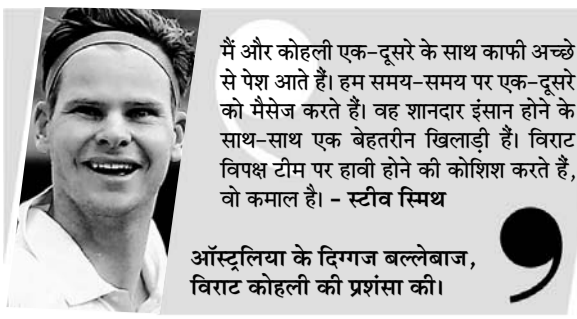 मैं और कोहली एक-दूसरे के साथ काफी अच्छे
से पेश आते हैं। हम समय-समय पर एक-दूसरे
को मैसेज करते हैं। वह शानदार इंसान होने के
साथ-साथ एक बेहतरीन खिलाड़ी हैं। विराट
विपक्ष टीम पर हावी होने की कोशिश करते हैं,
वो कमाल है। - स्टीव स्मिथ
ऑस्ट्रलिया के दिग्गज बल्लेबाज,
विराट कोहली की प्रशंसा की।